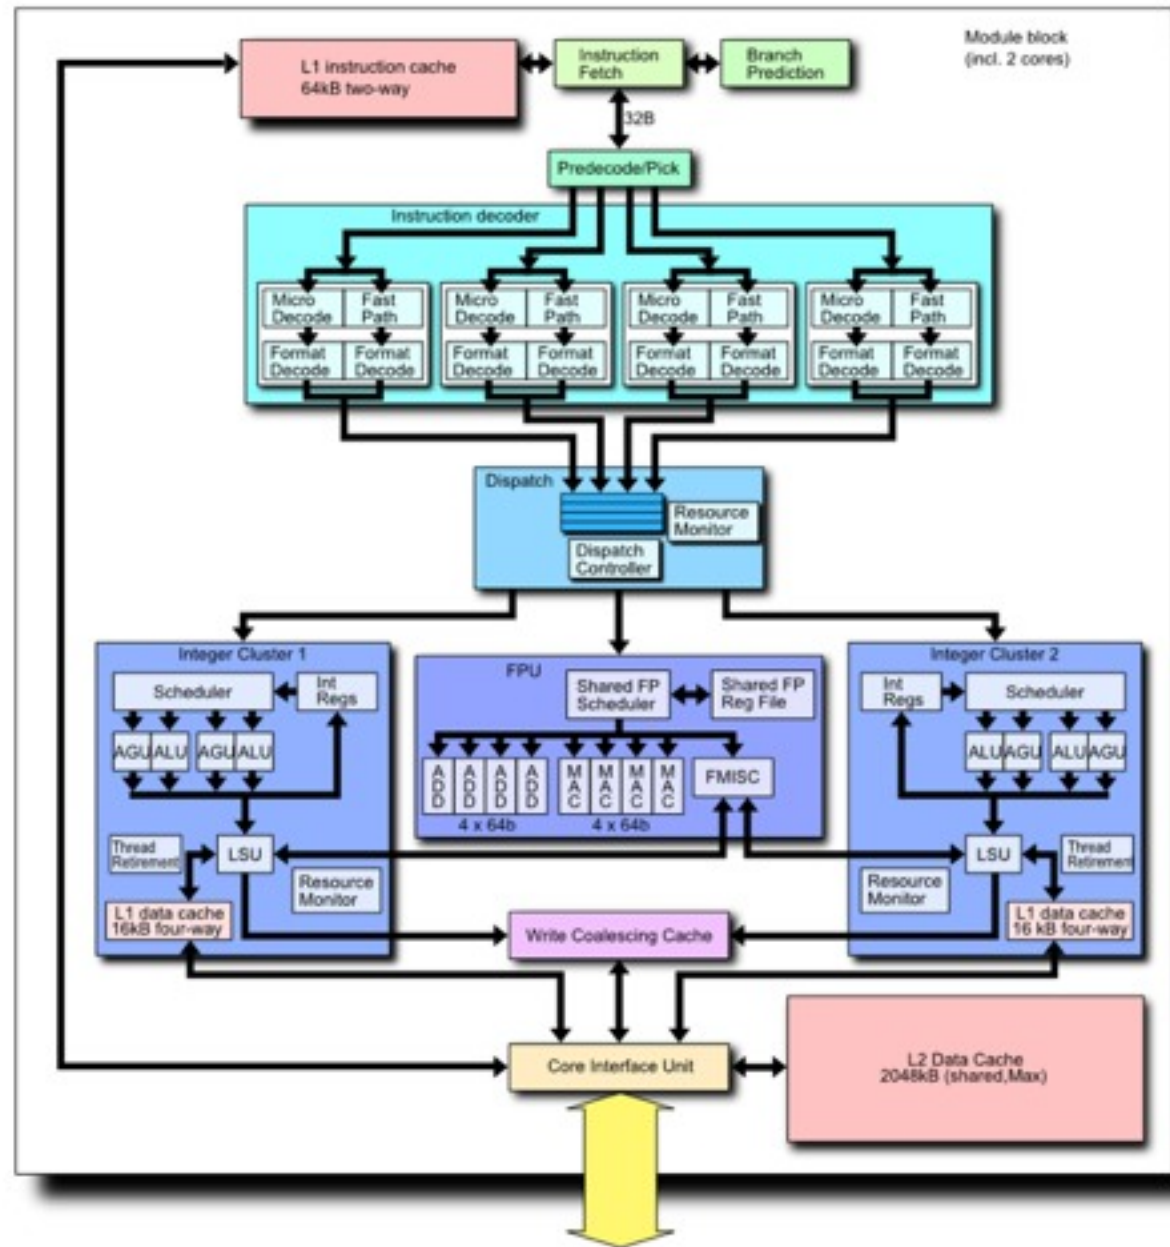 Module block
(incl. 2 cores)
L1 instruction cache
64kB two-way
Instruction
Fetch
Branch
Prediction
32B
Predecode/Pick
Instruction decoder
Micro
Decode
Fast
Path
Micro
Decode
Fast
Path
Micro
Decode
Fast
Path
Micro
Decode
Fast
Path
Format
Decode
Format
Decode
Format
Decode
Format
Decode
Format
Decode
Format
Decode
Format
Decode
Format
Decode
Dispatch
Resource
Monitor
Dispatch
Controller
Integer Cluster 1
Scheduler
Int
Regs
AGU
ALU
AGU
ALU
Thread
Retirement
LSU
Resource
Monitor
L1 data cache
16kB four-way
FPU
Shared FP
Scheduler
Shared FP
Reg File
ADD
ADD
ADD
ADD
MAC
MAC
MAC
MAC
FMISC
4 x 64b
4 x 64b
Integer Cluster 2
Int
Regs
Scheduler
ALU
AGU
ALU
AGU
LSU
Thread
Retirement
Resource
Monitor
L1 data cache
16 kB four-way
Write Coalescing Cache
Core Interface Unit
L2 Data Cache
2048kB (shared,Max)